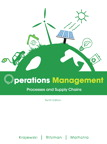 Operations Management
Processes and Supply Chains
Krajewski | Ritzman | Malhotra